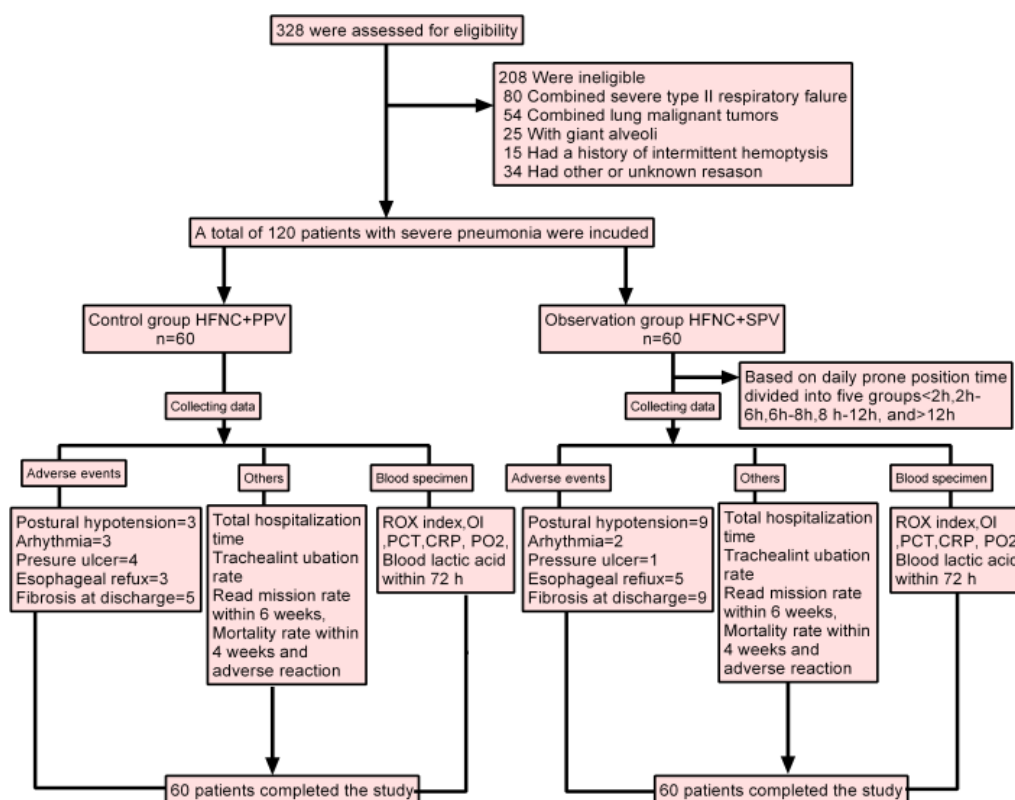 328 were assessed for eligibility
208 Were ineligible
80 Combined severe type II respiratory falure
54 Combined lung malignant tumors
25 With giant alveoli
15 Had a history of intermittent hemoptysis
34 Had other or unknown resason
A total of 120 patients with severe pneumonia were incuded
Control group HFNC+PPV
n=60
Observation group HFNC+SPV
n=60
Based on daily prone position time
divided into five groups<2h,2h-
6h,6h-8h,8 h-12h, and>12h
Collecting data
Collecting data
Adverse events
Others
Blood specimen
Adverse events
Others
Blood specimen
Postural hypotension=3
Arhythmia=3
Presure ulcer=4
Esophageal refux=3
Fibrosis at discharge=5
Total hospitalization
time
Trachealint ubation
rate
Read mission rate
within 6 weeks,
Mortality rate within
4 weeks and
adverse reaction
ROX index,OI
,PCT,CRP, PO2,
Blood lactic acid
within 72 h
Postural hypotension=9
Arhythmia=2
Pressure ulcer=1
Esophageal refiux=5
Fibrosis at discharge=9
Total hospitalization
time
Trachealint ubation
rate
Read mission rate
within 6 weeks,
Mortality rate within
4 weeks and
adverse reaction
ROX index,OI
,PCT,CRP, PO2
Blood lactic acid
within 72 h
60 patients completed the study
60 patients completed the study